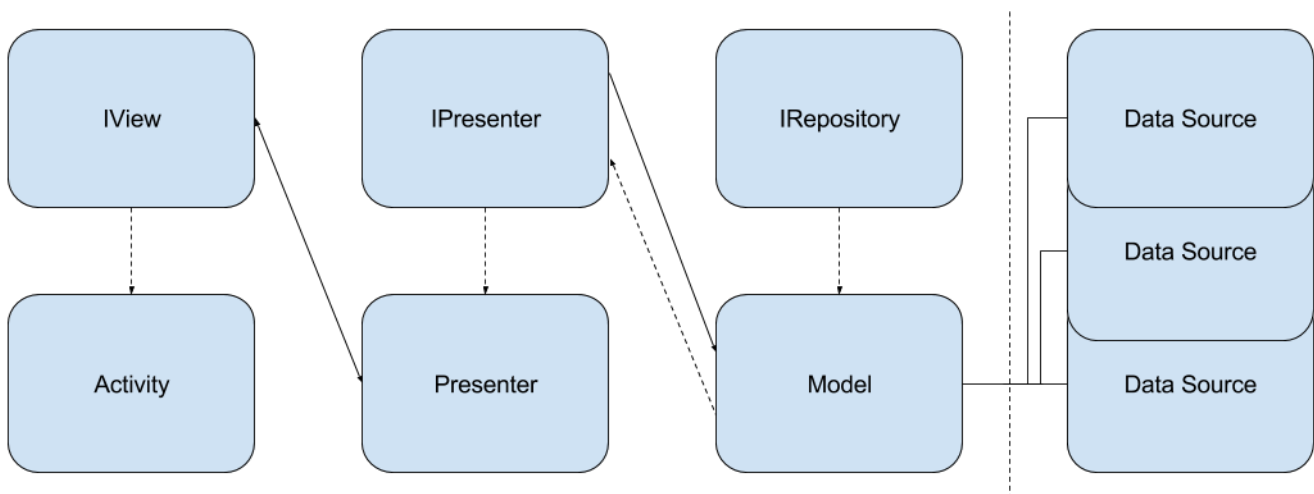 IView
IPresenter
IRepository
Data Source
Data Source
Activity
Presenter
Model
Data Source